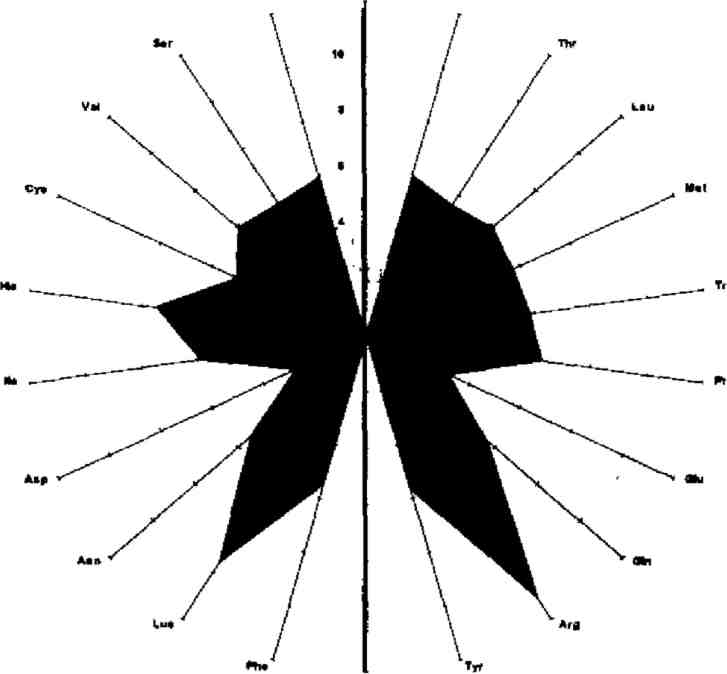 10
Ser
Thr
8
Val
Leu
6
Cys
Met
4
His
Tr
Ile
Pr
Asp
Glu
Asn
Gln
Lue
Arg
Phe
Tyr